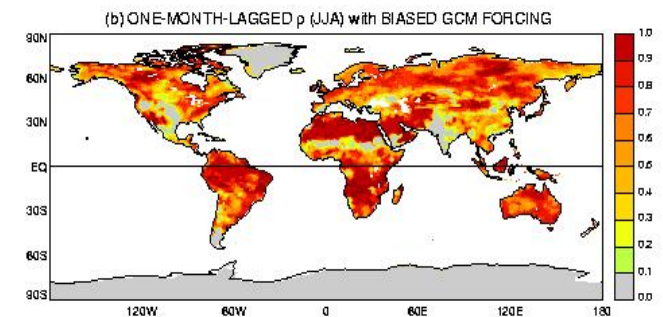 (b) ONE-MONTH-LAGGED ρ (JJA) with BIASED GCM FORCING
90N
60N
30N
EQ
30S
60S
90S
120W
60W
0
60E
120E
180
1.0
0.9
0.8
0.7
0.6
0.5
0.4
0.3
0.2
0.1
0.0